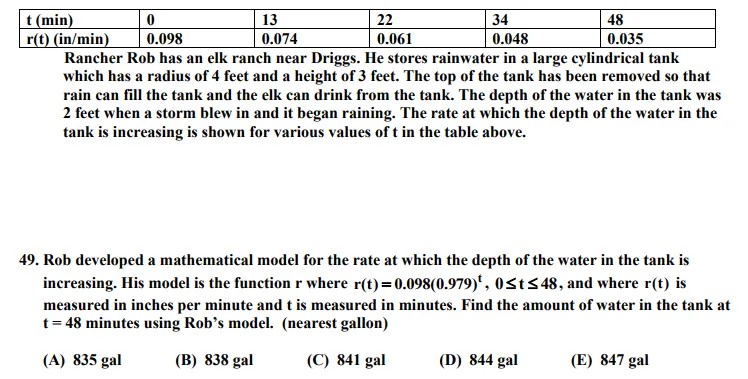 t (min) 0 13 22 34 48
r(t) (in/min) 0.098 0.074 0.061 0.048 0.035
Rancher Rob has an elk ranch near Driggs. He stores rainwater in a large cylindrical tank
which has a radius of 4 feet and a height of 3 feet. The top of the tank has been removed so that
rain can fill the tank and the elk can drink from the tank. The depth of the water in the tank was
2 feet when a storm blew in and it began raining. The rate at which the depth of the water in the
tank is increasing is shown for various values of t in the table above.
49. Rob developed a mathematical model for the rate at which the depth of the water in the tank is
increasing. His model is the function r where r(t)=0.098(0.979)^t, 0≤t≤48, and where r(t) is
measured in inches per minute and t is measured in minutes. Find the amount of water in the tank at
t = 48 minutes using Rob's model. (nearest gallon)
(A) 835 gal (B) 838 gal (C) 841 gal (D) 844 gal (E) 847 gal